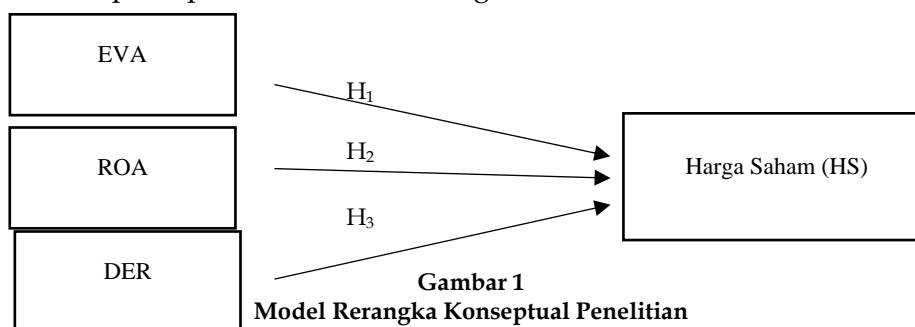 EVA
H₁
ROA
H₂
Harga Saham (HS)
H₃
DER
Gambar 1
Model Rerangka Konseptual Penelitian